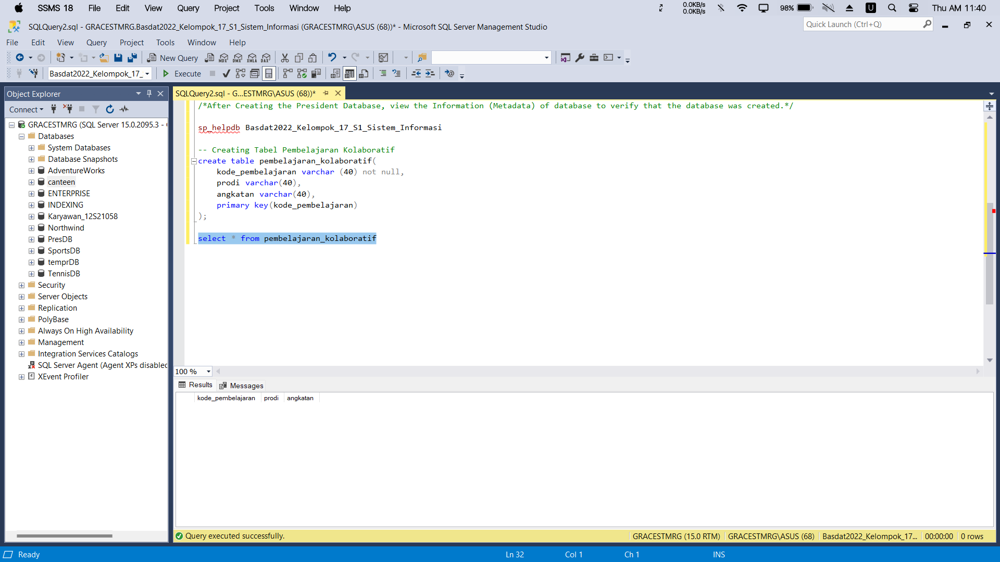 SSMS 18 File Edit View Query Project Tools Window Help 0.0KB/s 0.0KB/s 98% U Thu AM 11:40
SQLQuery2.sql - GRACESTMRG.Basdat2022_Kelompok_17_S1_Sistem_Informasi (GRACESTMRG\ASUS (68))* - Microsoft SQL Server Management Studio
Quick Launch (Ctrl+Q)
File Edit View Query Project Tools Window Help
New Query MDX DMX XMLA DAX
Basdat2022_Kelompok_17_ Execute
Object Explorer
Connect
GRACESTMRG (SQL Server 15.0.2095.3 -
Databases
System Databases
Database Snapshots
AdventureWorks
canteen
ENTERPRISE
INDEXING
Karyawan_12S21058
Northwind
PresDB
SportsDB
temprDB
TennisDB
Security
Server Objects
Replication
PolyBase
Always On High Availability
Management
Integration Services Catalogs
SQL Server Agent (Agent XPs disabled
XEvent Profiler
SQLQuery2.sql - G...ESTMRG\ASUS (68))*
/*After Creating the President Database, view the Information (Metadata) of database to verify that the database was created.*/
sp_helpdb Basdat2022_Kelompok_17_S1_Sistem_Informasi
-- Creating Tabel Pembelajaran Kolaboratif
create table pembelajaran_kolaboratif(
kode_pembelajaran varchar (40) not null,
prodi varchar(40),
angkatan varchar(40),
primary key(kode_pembelajaran)
);
select * from pembelajaran_kolaboratif
100 %
Results Messages
kode_pembelajaran prodi angkatan
Query executed successfully. GRACESTMRG (15.0 RTM) GRACESTMRG\ASUS (68) Basdat2022_Kelompok_17... 00:00:00 0 rows
Ready Ln 32 Col 1 Ch 1 INS